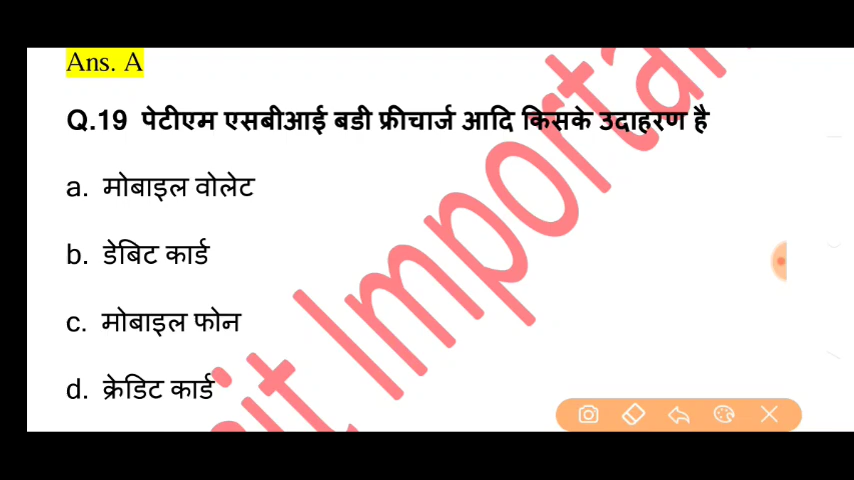 Ans. A
Q.19 पेटीएम एसबीआई बडी फ्रीचार्ज आदि किसके उदाहरण है
a. मोबाइल वोलेट
b. डेबिट कार्ड
c. मोबाइल फोन
d. क्रेडिट कार्ड